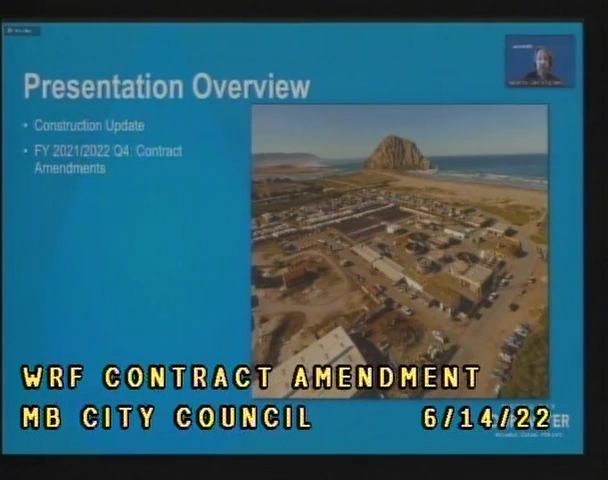 Presentation Overview
• Construction Update
• FY 2021/2022 Q4: Contract
Amendments
WRF CONTRACT AMENDMENT
MB CITY COUNCIL 6/14/22